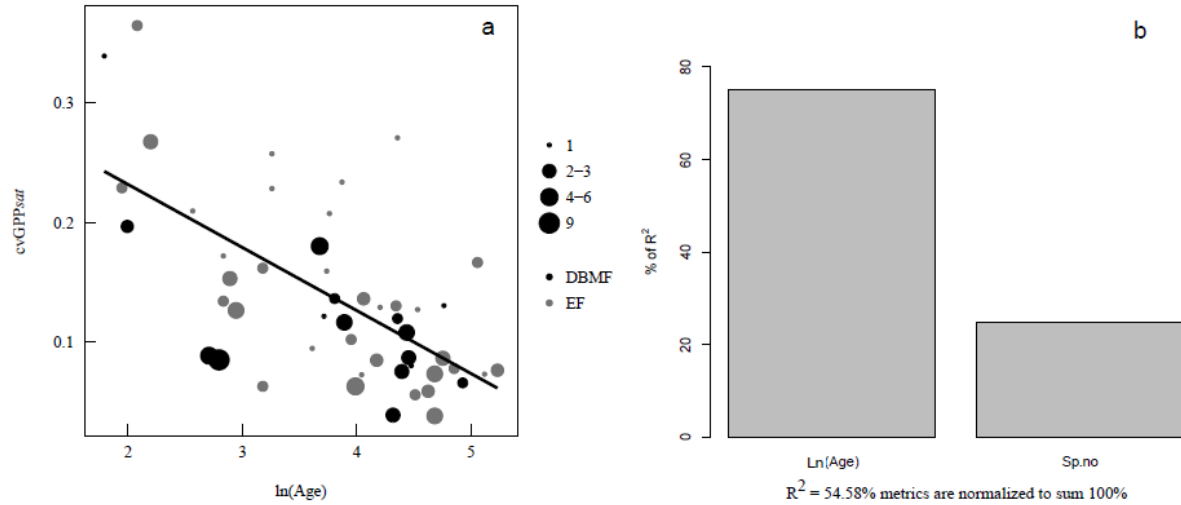 a
0.3
0.2
0.1
cvGPPsat
2 3 4 5
ln(Age)
1
2–3
4–6
9
DBMF
EF
b
80
60
40
20
0
% of R2
Ln(Age) Sp.no
R2 = 54.58% metrics are normalized to sum 100%